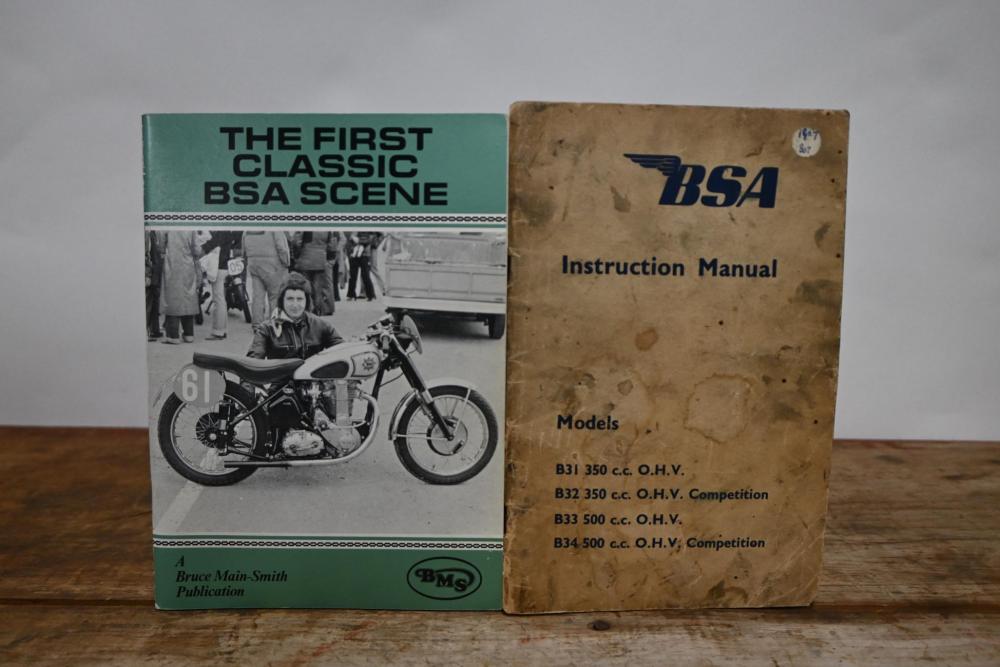 THE FIRST
CLASSIC
BSA SCENE
05
61
A
Bruce Main-Smith
Publication
BMS
BSA
Instruction Manual
Models
B31 350 c.c. O.H.V.
B32 350 c.c. O.H.V. Competition
B33 500 c.c. O.H.V.
B34 500 c.c. O.H.V. Competition